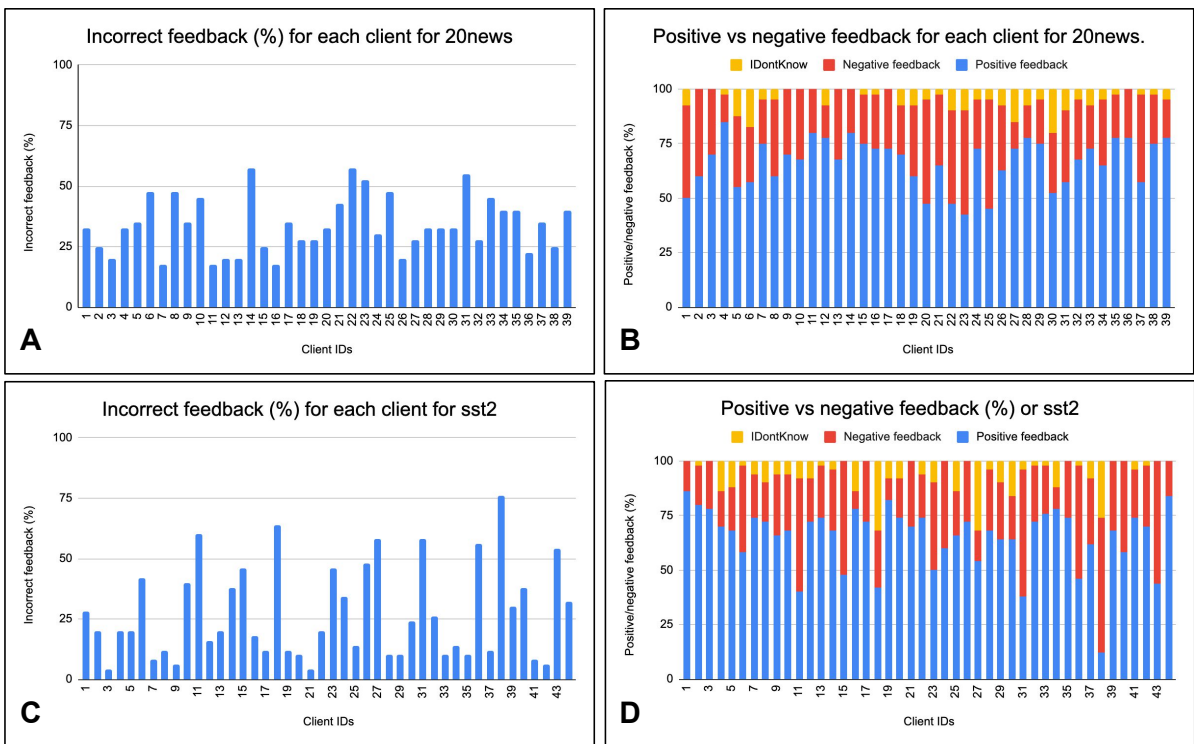 Incorrect feedback (%) for each client for 20news
100
75
50
25
0
Incorrect feedback (%)
1 2 3 4 5 6 7 8 9 10 11 12 13 14 15 16 17 18 19 20 21 22 23 24 25 26 27 28 29 30 31 32 33 34 35 36 37 38 39
Client IDs
A
Positive vs negative feedback for each client for 20news.
IDontKnow Negative feedback Positive feedback
100
75
50
25
0
Positive/negative feedback (%)
1 2 3 4 5 6 7 8 9 10 11 12 13 14 15 16 17 18 19 20 21 22 23 24 25 26 27 28 29 30 31 32 33 34 35 36 37 38 39
Client IDs
B
Incorrect feedback (%) for each client for sst2
100
75
50
25
0
Incorrect feedback (%)
1 3 5 7 9 11 13 15 17 19 21 23 25 27 29 31 33 35 37 39 41 43
Client IDs
C
Positive vs negative feedback (%) or sst2
IDontKnow Negative feedback Positive feedback
100
75
50
25
0
Positive/negative feedback (%)
1 3 5 7 9 11 13 15 17 19 21 23 25 27 29 31 33 35 37 39 41 43
Client IDs
D